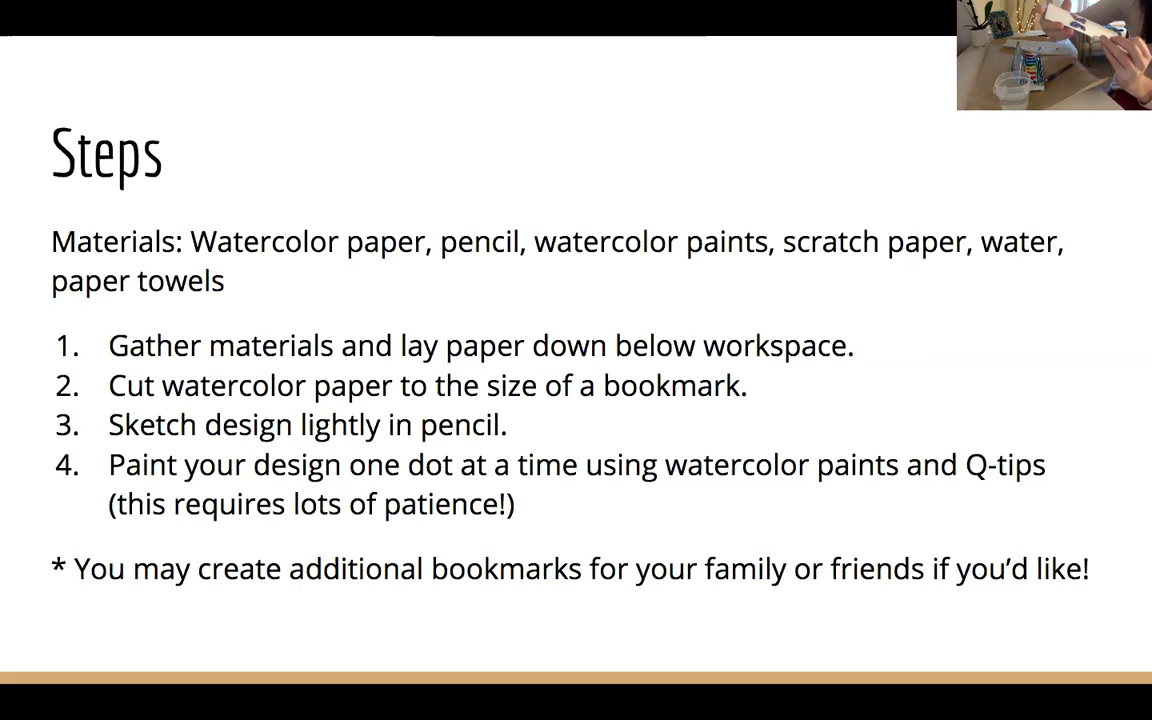 Steps
Materials: Watercolor paper, pencil, watercolor paints, scratch paper, water,
paper towels
1. Gather materials and lay paper down below workspace.
2. Cut watercolor paper to the size of a bookmark.
3. Sketch design lightly in pencil.
4. Paint your design one dot at a time using watercolor paints and Q-tips
(this requires lots of patience!)
* You may create additional bookmarks for your family or friends if you’d like!